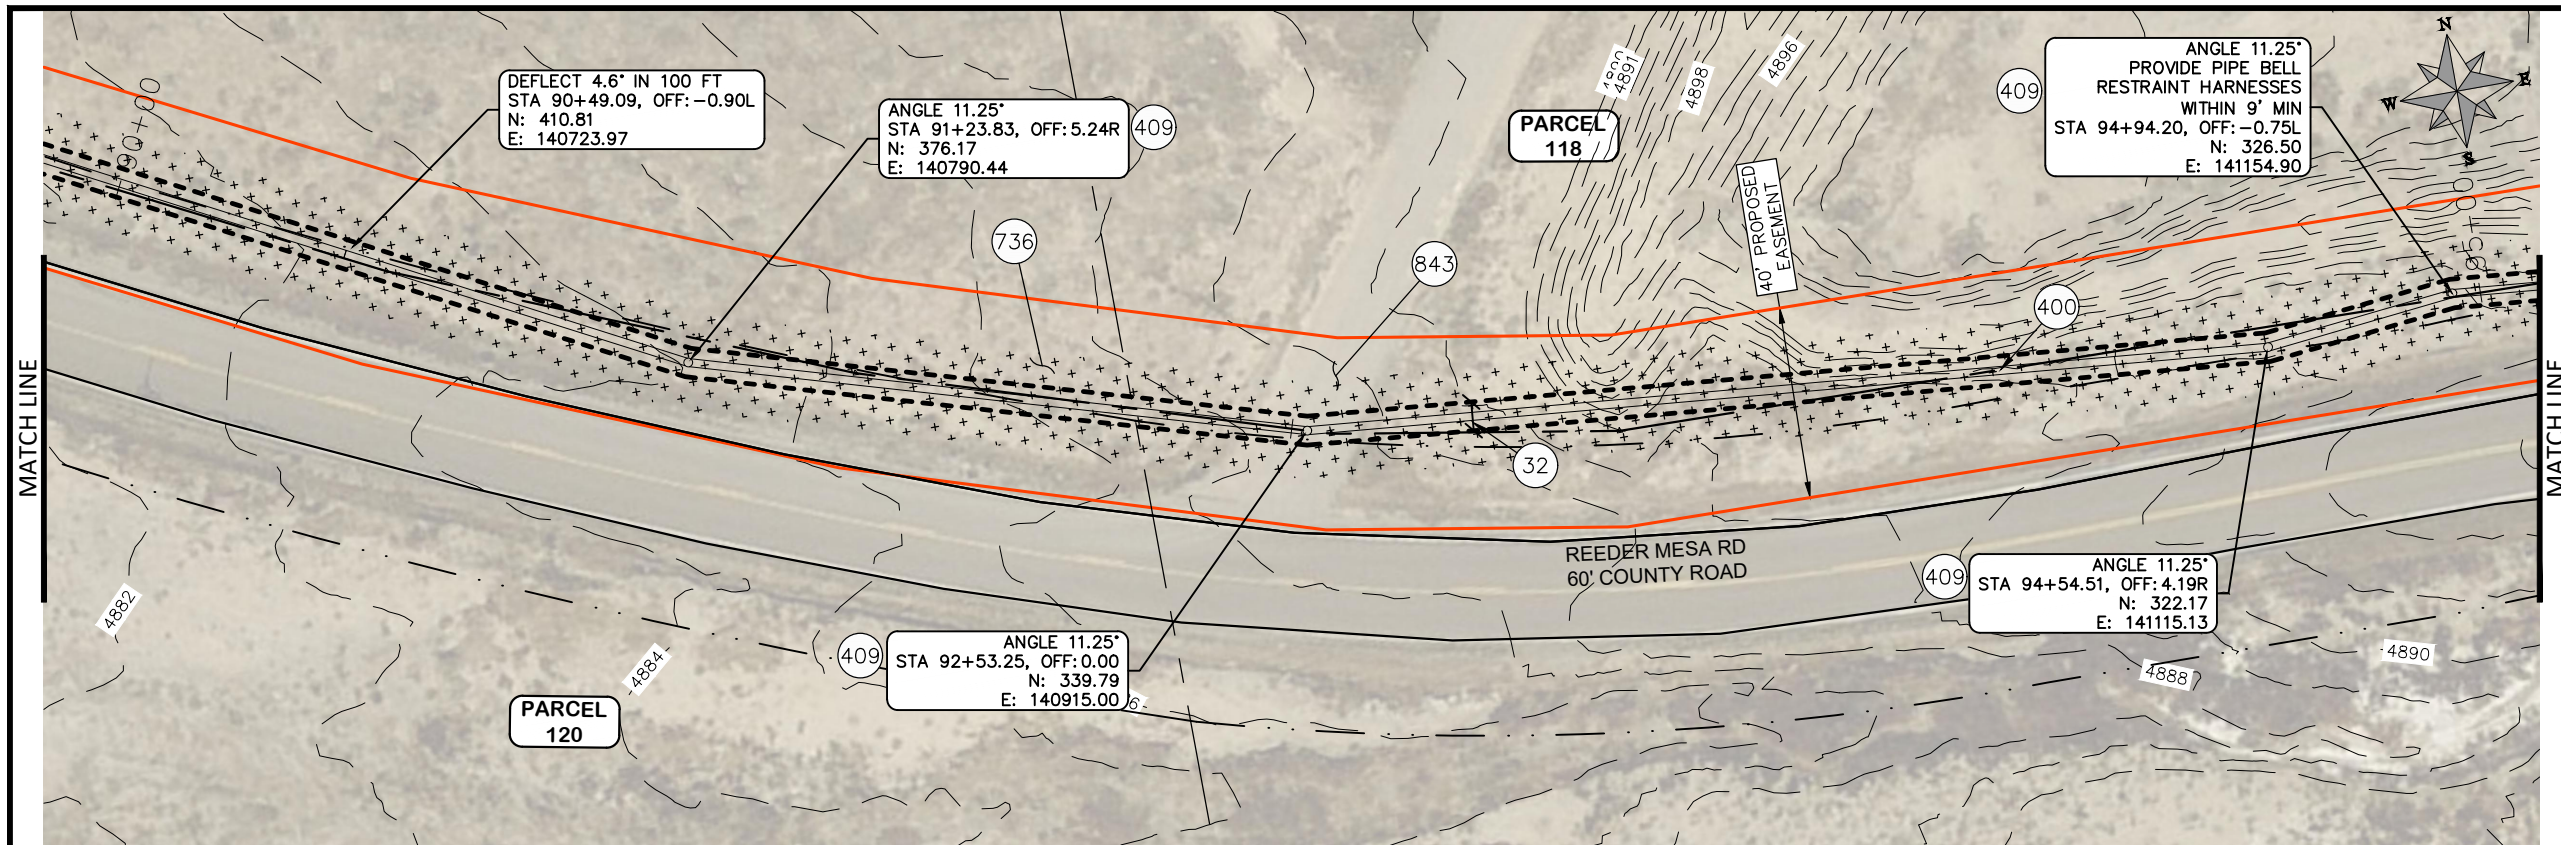 90+00
DEFLECT 4.6° IN 100 FT
STA 90+49.09, OFF:-0.90L
N: 410.81
E: 140723.97
ANGLE 11.25°
STA 91+23.83, OFF:5.24R
N: 376.17
E: 140790.44
409
736
843
PARCEL
118
4891
4898
4896
40' PROPOSED
EASEMENT
409
ANGLE 11.25°
PROVIDE PIPE BELL
RESTRAINT HARNESSES
WITHIN 9' MIN
STA 94+94.20, OFF:-0.75L
N: 326.50
E: 141154.90
N
E
S
W
95+00
400
32
MATCH LINE
MATCH LINE
REEDER MESA RD
60' COUNTY ROAD
409
ANGLE 11.25°
STA 94+54.51, OFF:4.19R
N: 322.17
E: 141115.13
409
ANGLE 11.25°
STA 92+53.25, OFF:0.00
N: 339.79
E: 140915.00
4882
4884
4888
4890
PARCEL
120